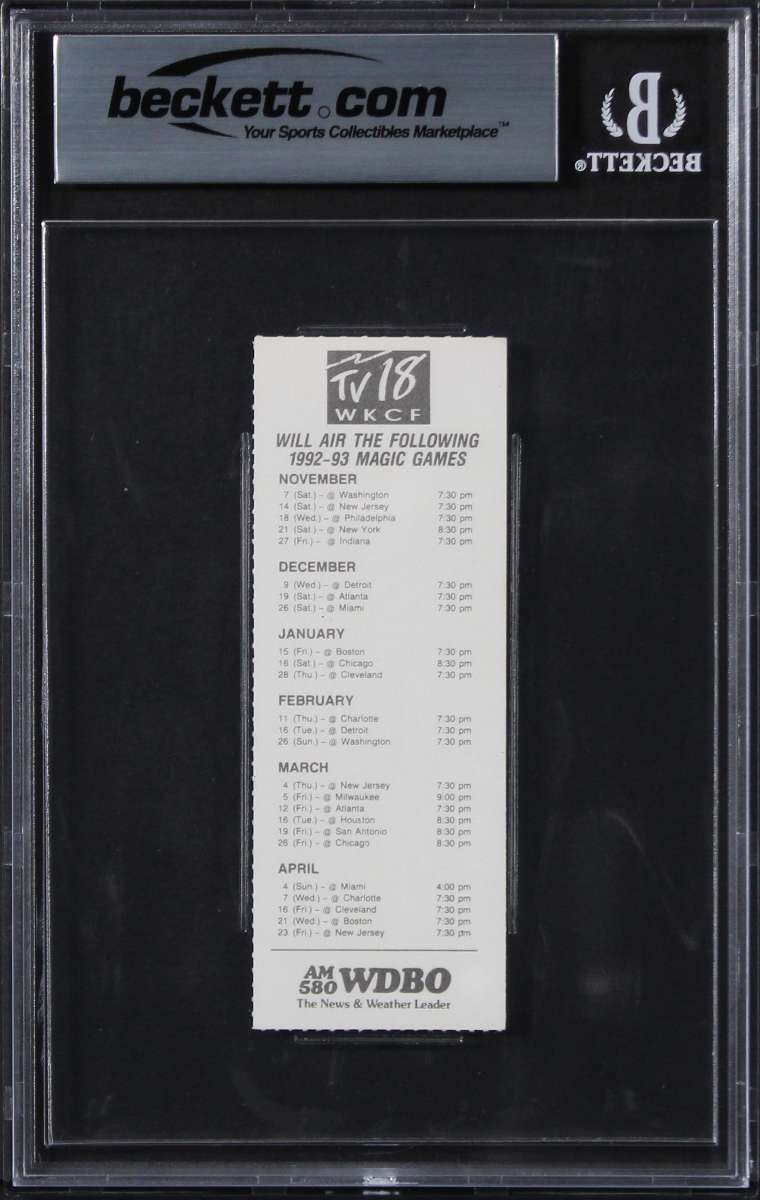 beckett.com
Your Sports Collectibles Marketplace™
B
BECKETT®
TV18
WKCF
WILL AIR THE FOLLOWING
1992-93 MAGIC GAMES
NOVEMBER
7 (Sat.) - @ Washington 7:30 pm
14 (Sat.) - @ New Jersey 7:30 pm
18 (Wed.) - @ Philadelphia 7:30 pm
21 (Sat.) - @ New York 8:30 pm
27 (Fri.) - @ Indiana 7:30 pm
DECEMBER
9 (Wed.) - @ Detroit 7:30 pm
19 (Sat.) - @ Atlanta 7:30 pm
26 (Sat.) - @ Miami 7:30 pm
JANUARY
15 (Fri.) - @ Boston 7:30 pm
16 (Sat.) - @ Chicago 8:30 pm
28 (Thu.) - @ Cleveland 7:30 pm
FEBRUARY
11 (Thu.) - @ Charlotte 7:30 pm
16 (Tue.) - @ Detroit 7:30 pm
26 (Sun.) - @ Washington 7:30 pm
MARCH
4 (Thu.) - @ New Jersey 7:30 pm
5 (Fri.) - @ Milwaukee 9:00 pm
12 (Fri.) - @ Atlanta 7:30 pm
16 (Tue.) - @ Houston 8:30 pm
19 (Fri.) - @ San Antonio 8:30 pm
26 (Fri.) - @ Chicago 8:30 pm
APRIL
4 (Sun.) - @ Miami 4:00 pm
7 (Wed.) - @ Charlotte 7:30 pm
16 (Fri.) - @ Cleveland 7:30 pm
21 (Wed.) - @ Boston 7:30 pm
23 (Fri.) - @ New Jersey 7:30 pm
AM 580 WDBO
The News & Weather Leader